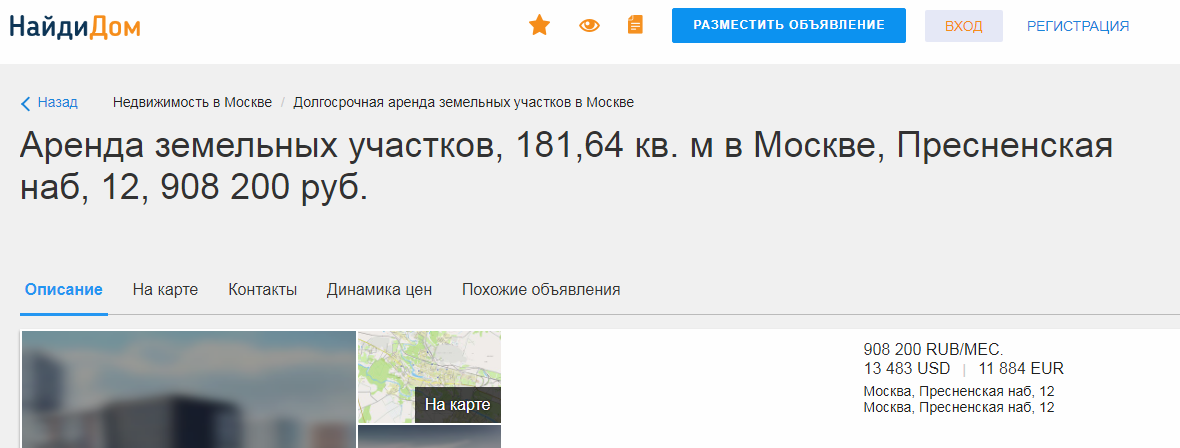 НайдиДом
РАЗМЕСТИТЬ ОБЪЯВЛЕНИЕ
ВХОД
РЕГИСТРАЦИЯ
Назад
Недвижимость в Москве / Долгосрочная аренда земельных участков в Москве
Аренда земельных участков, 181,64 кв. м в Москве, Пресненская
наб, 12, 908 200 руб.
Описание
На карте
Контакты
Динамика цен
Похожие объявления
На карте
908 200 RUB/МЕС.
13 483 USD | 11 884 EUR
Москва, Пресненская наб, 12
Москва, Пресненская наб, 12